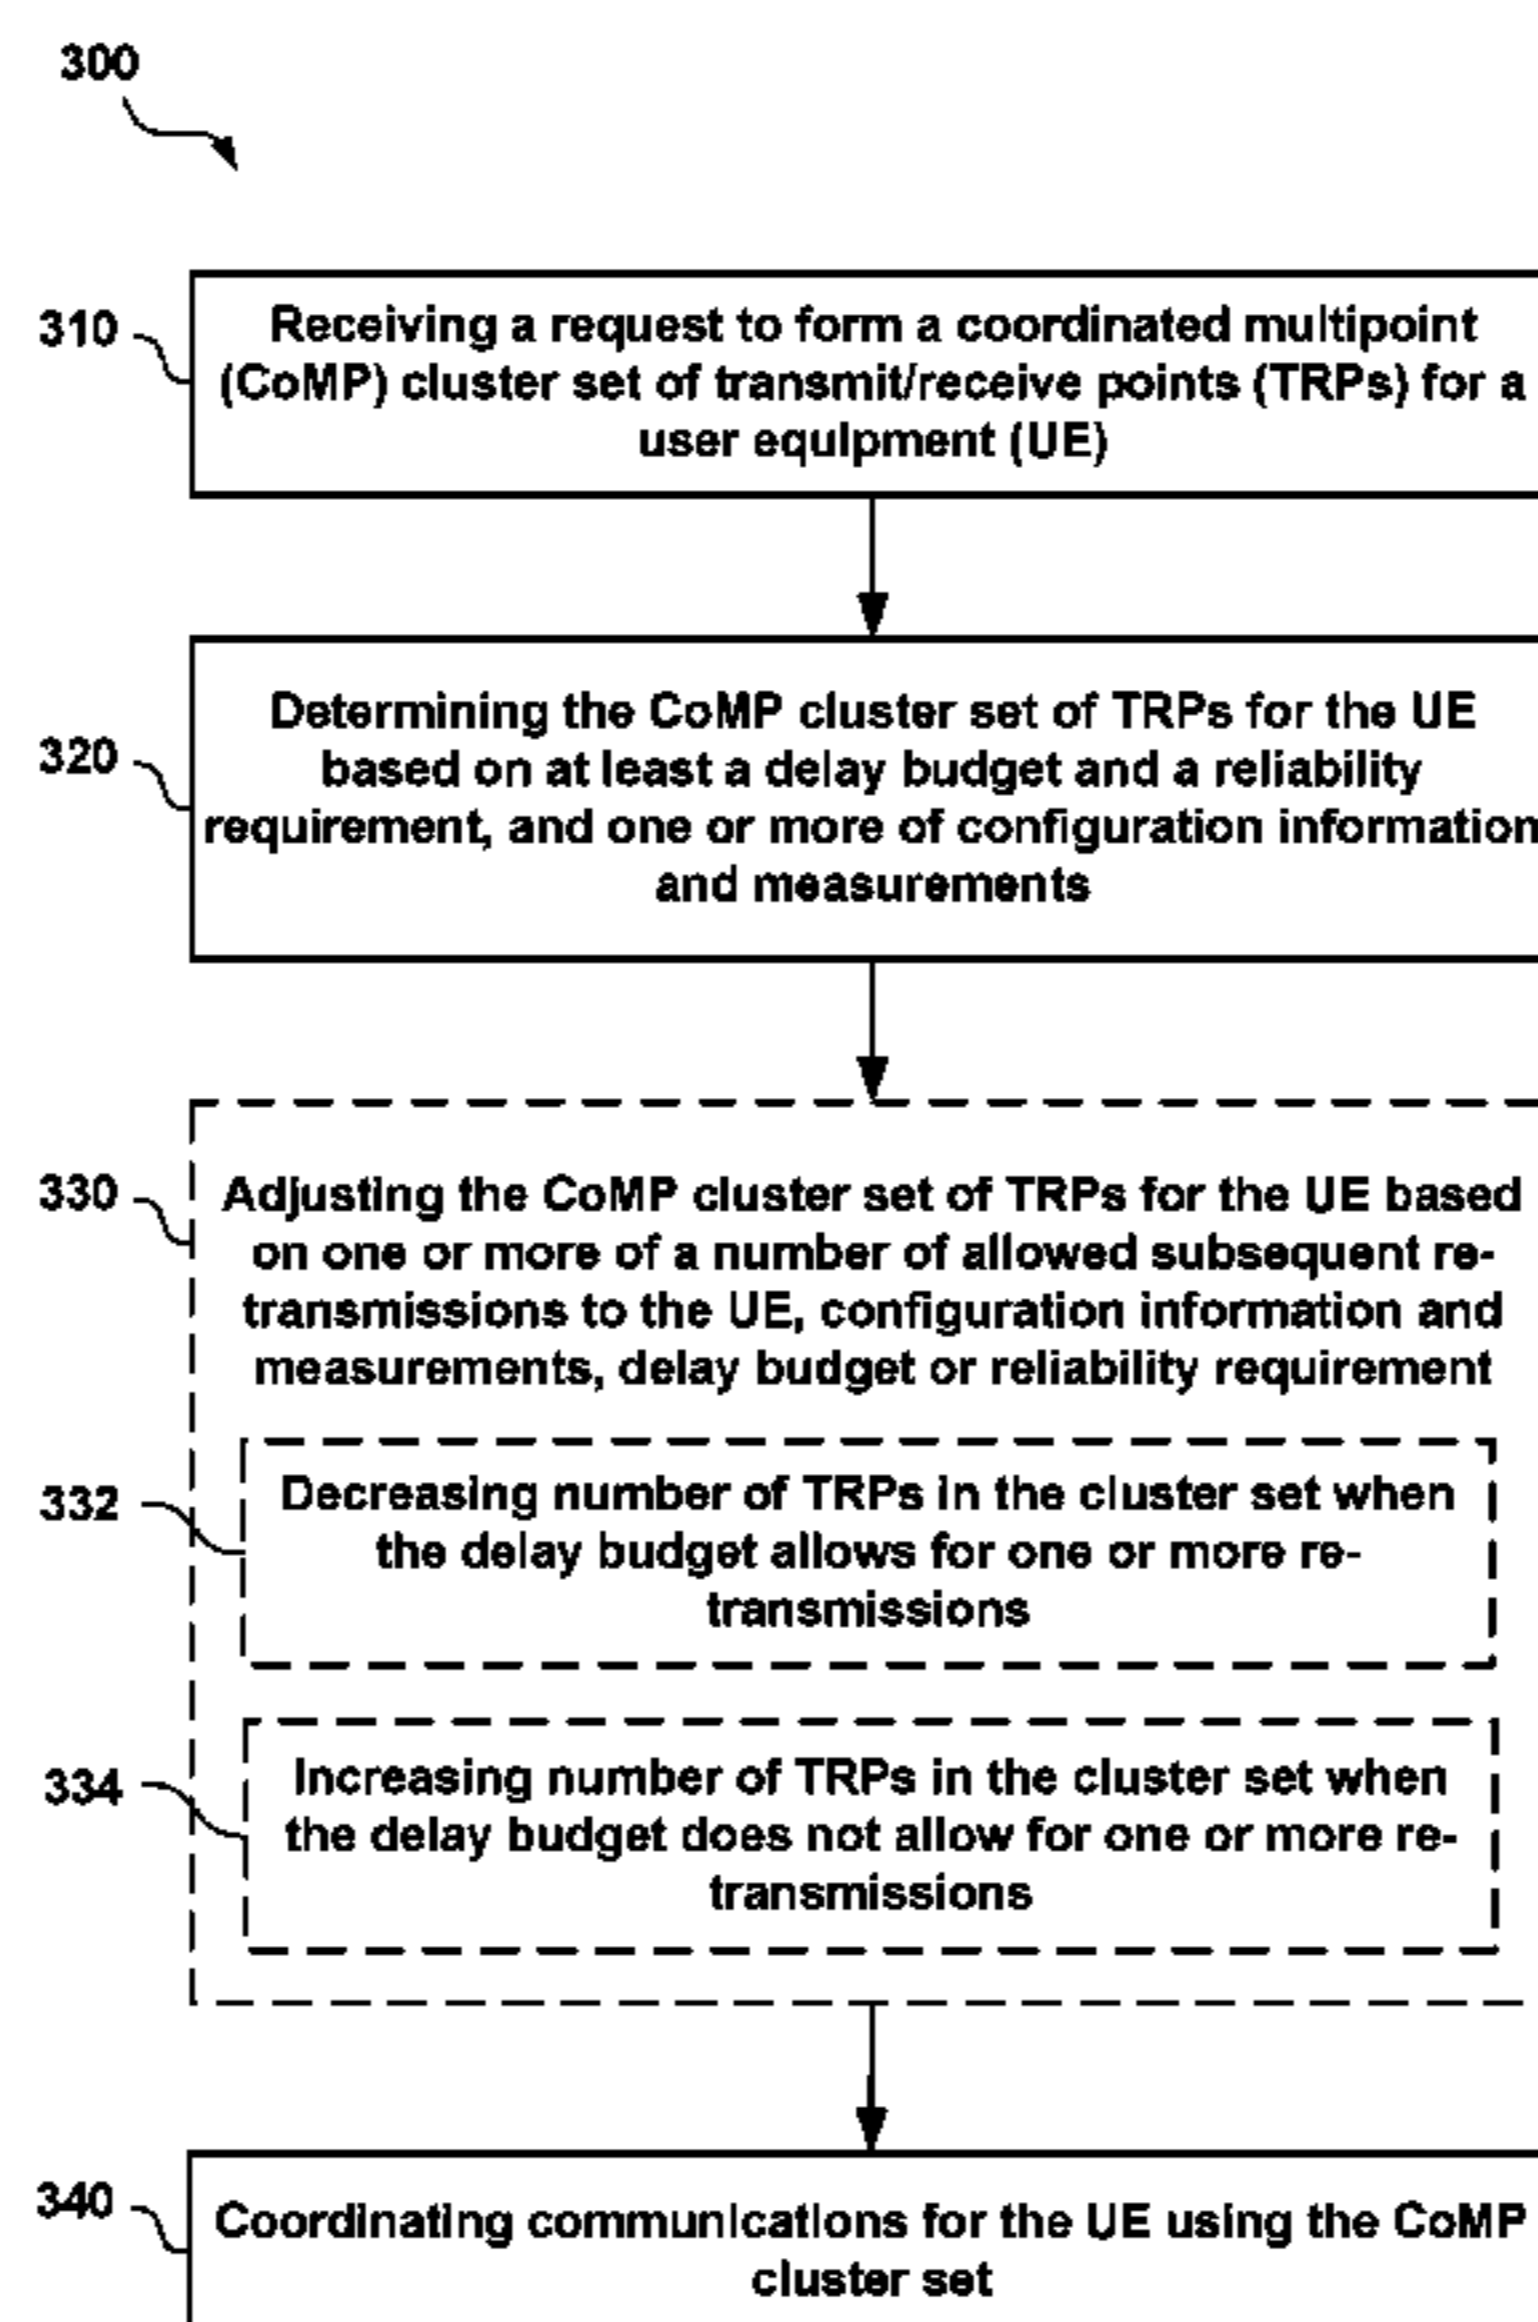 300
310
Receiving a request to form a coordinated multipoint
(CoMP) cluster set of transmit/receive points (TRPs) for a
user equipment (UE)
320
Determining the CoMP cluster set of TRPs for the UE
based on at least a delay budget and a reliability
requirement, and one or more of configuration information
and measurements
330
Adjusting the CoMP cluster set of TRPs for the UE based
on one or more of a number of allowed subsequent re-
transmissions to the UE, configuration information and
measurements, delay budget or reliability requirement
332
Decreasing number of TRPs in the cluster set when
the delay budget allows for one or more re-
transmissions
334
Increasing number of TRPs in the cluster set when
the delay budget does not allow for one or more re-
transmissions
340
Coordinating communications for the UE using the CoMP
cluster set